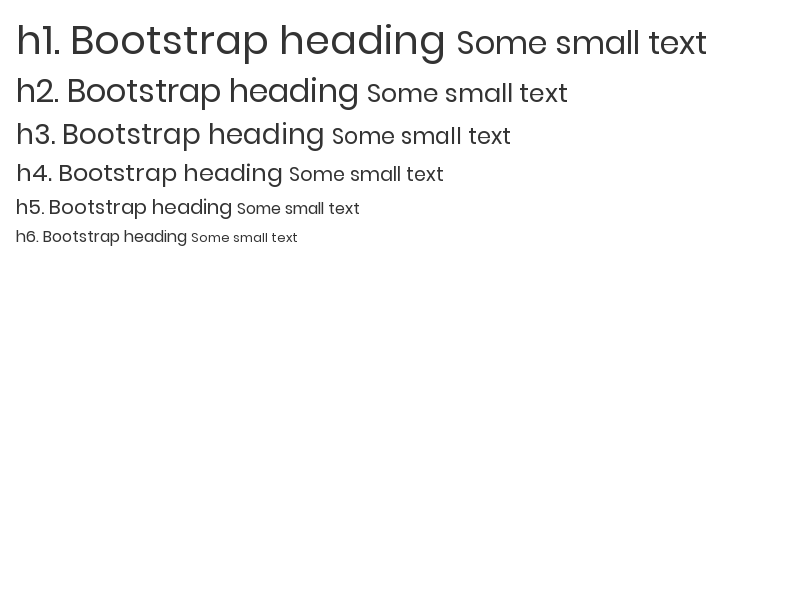 h1. Bootstrap heading Some small text
h2. Bootstrap heading Some small text
h3. Bootstrap heading Some small text
h4. Bootstrap heading Some small text
h5. Bootstrap heading Some small text
h6. Bootstrap heading Some small text